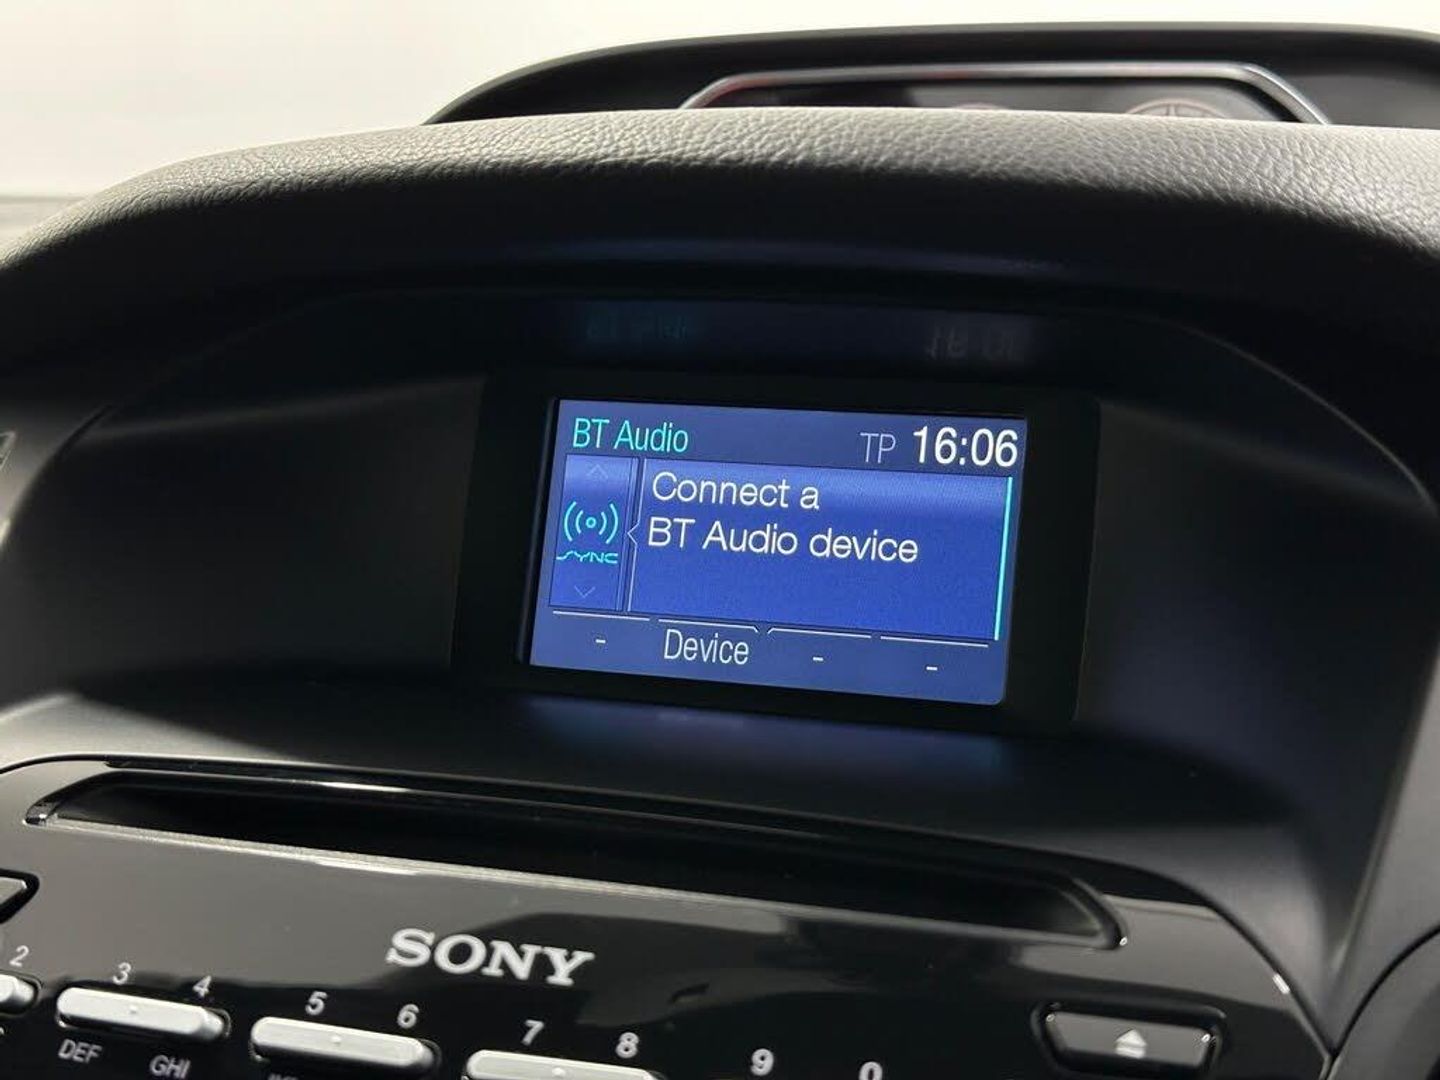 BT Audio
TP 16:06
Connect a
BT Audio device
SYNC
- Device - -
SONY
2 3 4 5 6 7 8 9 0
DEF GHI